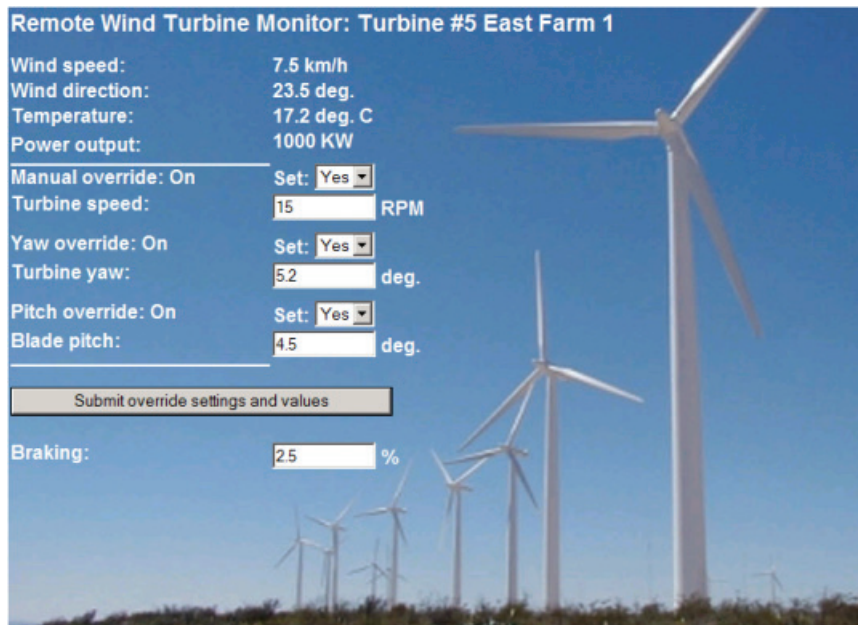 Remote Wind Turbine Monitor: Turbine #5 East Farm 1
Wind speed: 7.5 km/h
Wind direction: 23.5 deg.
Temperature: 17.2 deg. C
Power output: 1000 KW
Manual override: On Set: Yes
Turbine speed: 15 RPM
Yaw override: On Set: Yes
Turbine yaw: 5.2 deg.
Pitch override: On Set: Yes
Blade pitch: 4.5 deg.
Submit override settings and values
Braking: 2.5 %